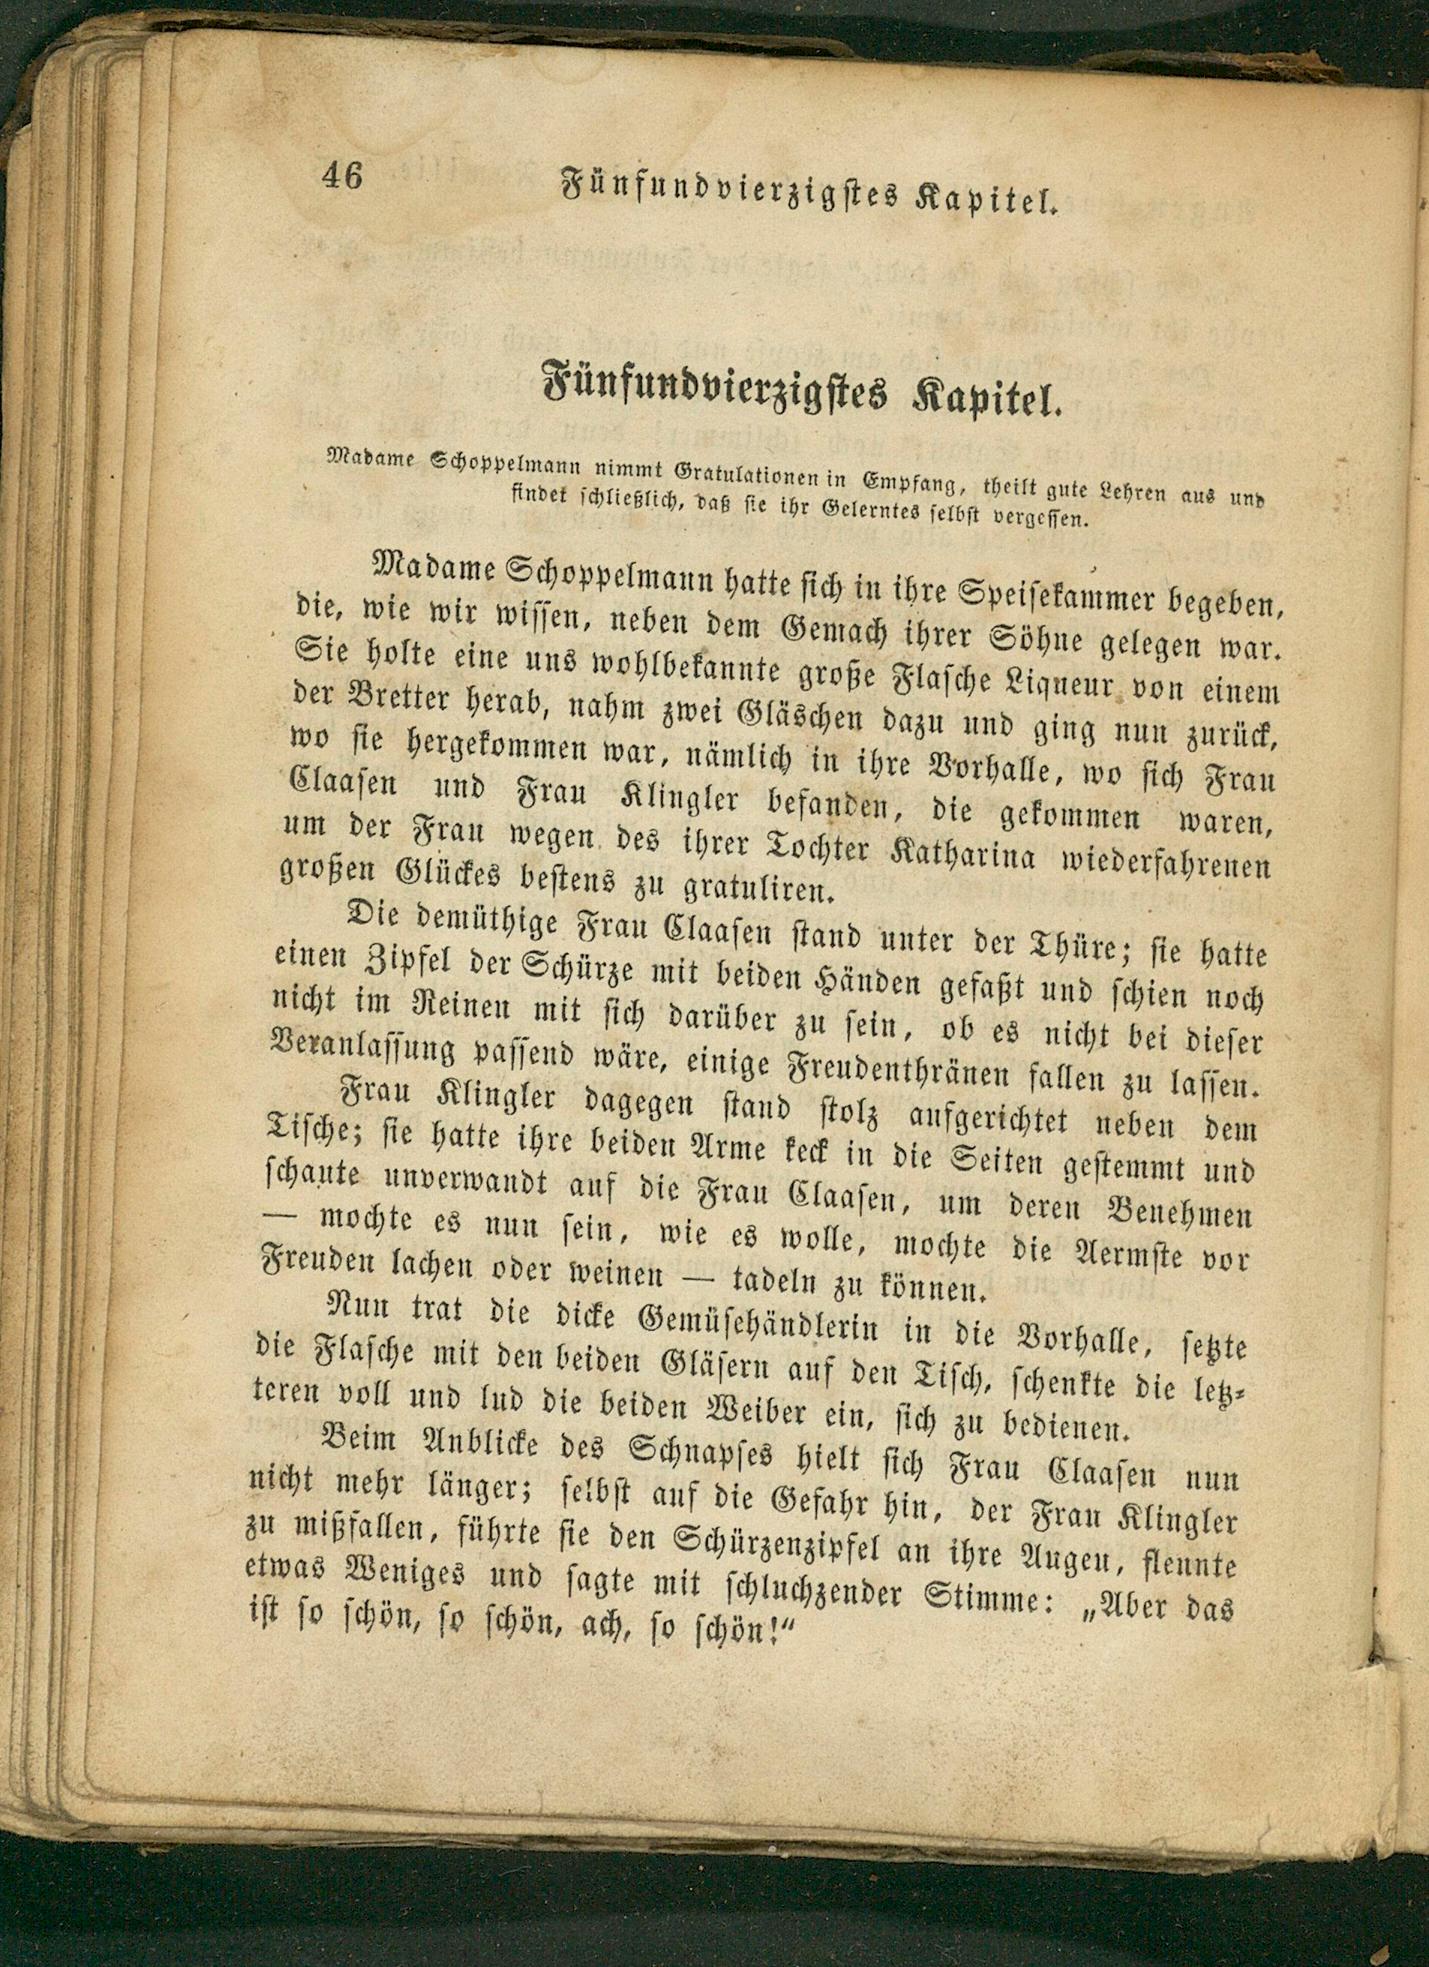 46
Fünfundvierzigstes Kapitel.
Fünfundvierzigstes Kapitel.
Madame Schoppelmann nimmt Gratulationen in Empfang, theilt gute Lehren aus und
findet schließlich, daß sie ihr Gelerntes selbst vergessen.
Madame Schoppelmann hatte sich in ihre Speisekammer begeben,
die, wie wir wissen, neben dem Gemach ihrer Söhne gelegen war.
Sie holte eine uns wohlbekannte große Flasche Liqueur von einem
der Bretter herab, nahm zwei Gläschen dazu und ging nun zurück,
wo sie hergekommen war, nämlich in ihre Vorhalle, wo sich Frau
Claasen und Frau Klingler befanden, die gekommen waren,
um der Frau wegen des ihrer Tochter Katharina wiederfahrenen
großen Glückes bestens zu gratuliren.
Die demüthige Frau Claasen stand unter der Thüre; sie hatte
einen Zipfel der Schürze mit beiden Händen gefaßt und schien noch
nicht im Reinen mit sich darüber zu sein, ob es nicht bei dieser
Veranlassung passend wäre, einige Freudenthränen fallen zu lassen.
Frau Klingler dagegen stand stolz aufgerichtet neben dem
Tische; sie hatte ihre beiden Arme keck in die Seiten gestemmt und
schaute unverwandt auf die Frau Claasen, um deren Benehmen
— mochte es nun sein, wie es wolle, mochte die Aermste vor
Freuden lachen oder weinen — tadeln zu können.
Nun trat die dicke Gemüsehändlerin in die Vorhalle, setzte
die Flasche mit den beiden Gläsern auf den Tisch, schenkte die letz-
teren voll und lud die beiden Weiber ein, sich zu bedienen.
Beim Anblicke des Schnapses hielt sich Frau Claasen nun
nicht mehr länger; selbst auf die Gefahr hin, der Frau Klingler
zu mißfallen, führte sie den Schürzenzipfel an ihre Augen, flennte
etwas Weniges und sagte mit schluchzender Stimme: „Aber das
ist so schön, so schön, ach, so schön!“